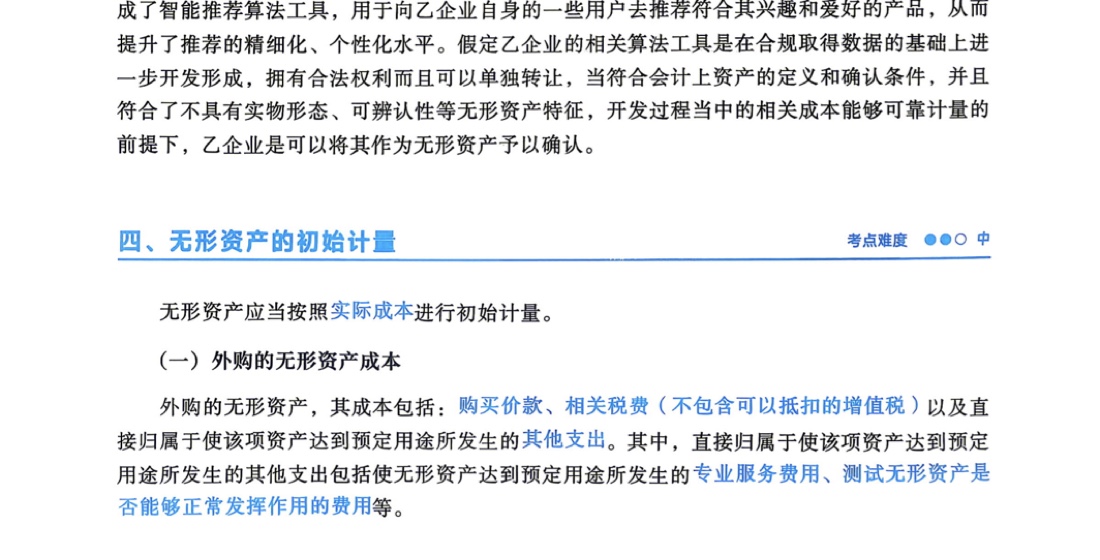 成了智能推荐算法工具，用于向乙企业自身的一些用户去推荐符合其兴趣和爱好的产品，从而
提升了推荐的精细化、个性化水平。假定乙企业的相关算法工具是在合规取得数据的基础上进
一步开发形成，拥有合法权利而且可以单独转让，当符合会计上资产的定义和确认条件，并且
符合了不具有实物形态、可辨认性等无形资产特征，开发过程当中的相关成本能够可靠计量的
前提下，乙企业是可以将其作为无形资产予以确认。
四、无形资产的初始计量 考点难度 中
无形资产应当按照实际成本进行初始计量。
（一）外购的无形资产成本
外购的无形资产，其成本包括：购买价款、相关税费（不包含可以抵扣的增值税）以及直
接归属于使该项资产达到预定用途所发生的其他支出。其中，直接归属于使该项资产达到预定
用途所发生的其他支出包括使无形资产达到预定用途所发生的专业服务费用、测试无形资产是
否能够正常发挥作用的费用等。